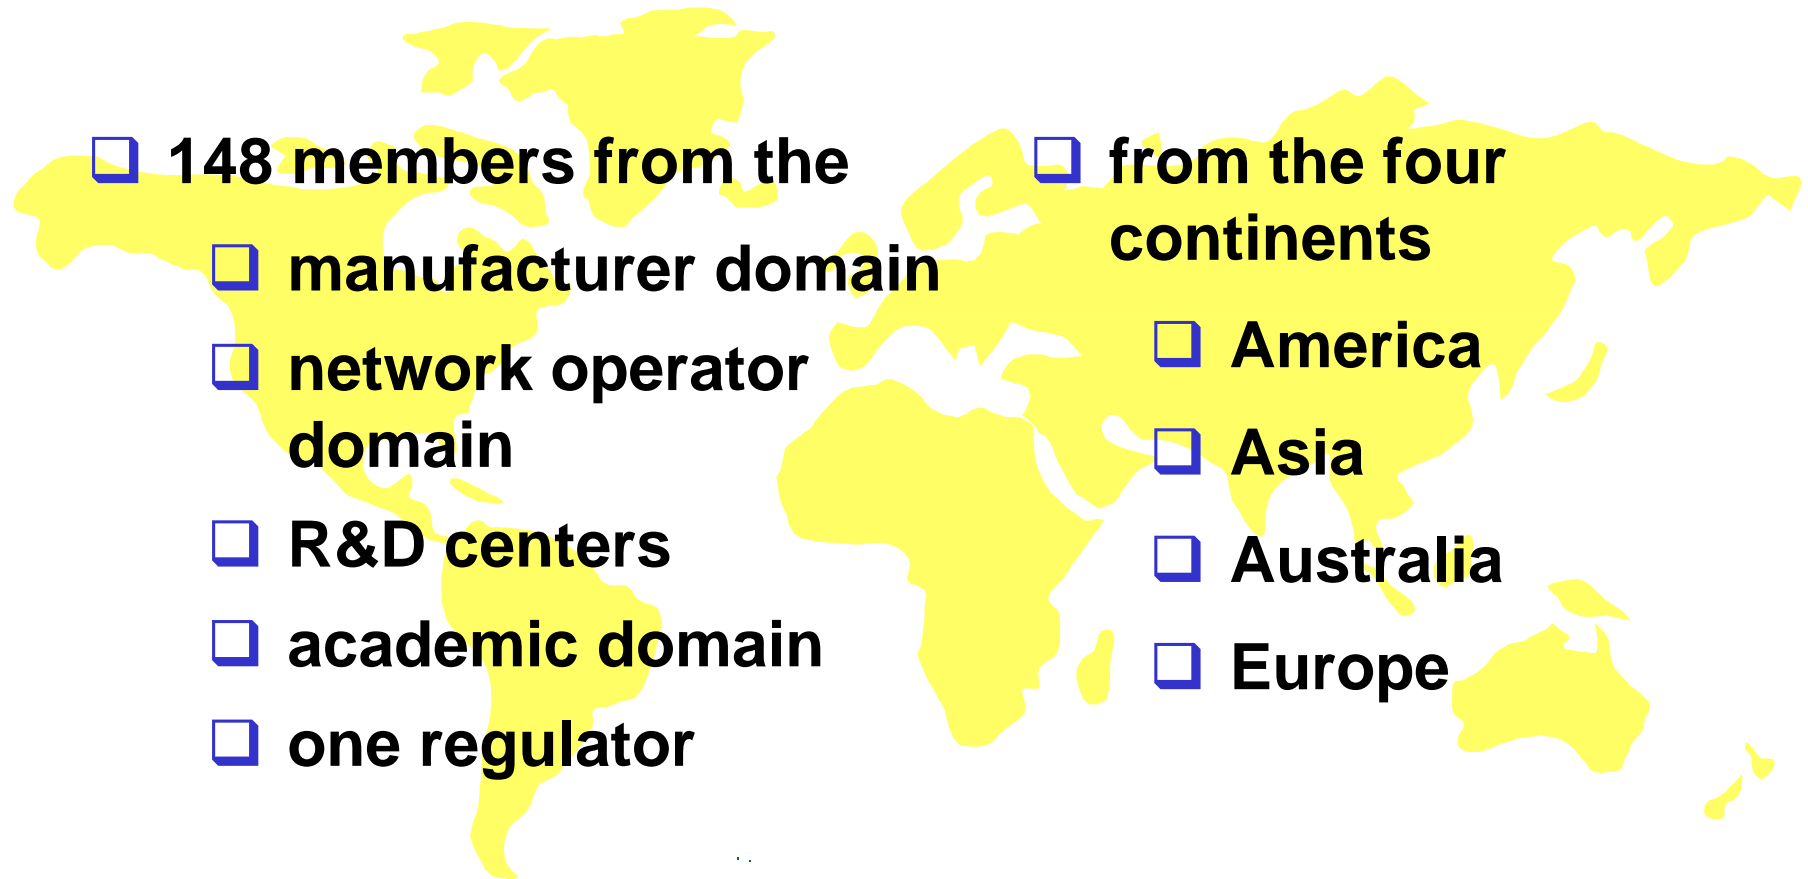 ❑ 148 members from the
❑ manufacturer domain
❑ network operator
domain
❑ R&D centers
❑ academic domain
❑ one regulator
❑ from the four
continents
❑ America
❑ Asia
❑ Australia
❑ Europe